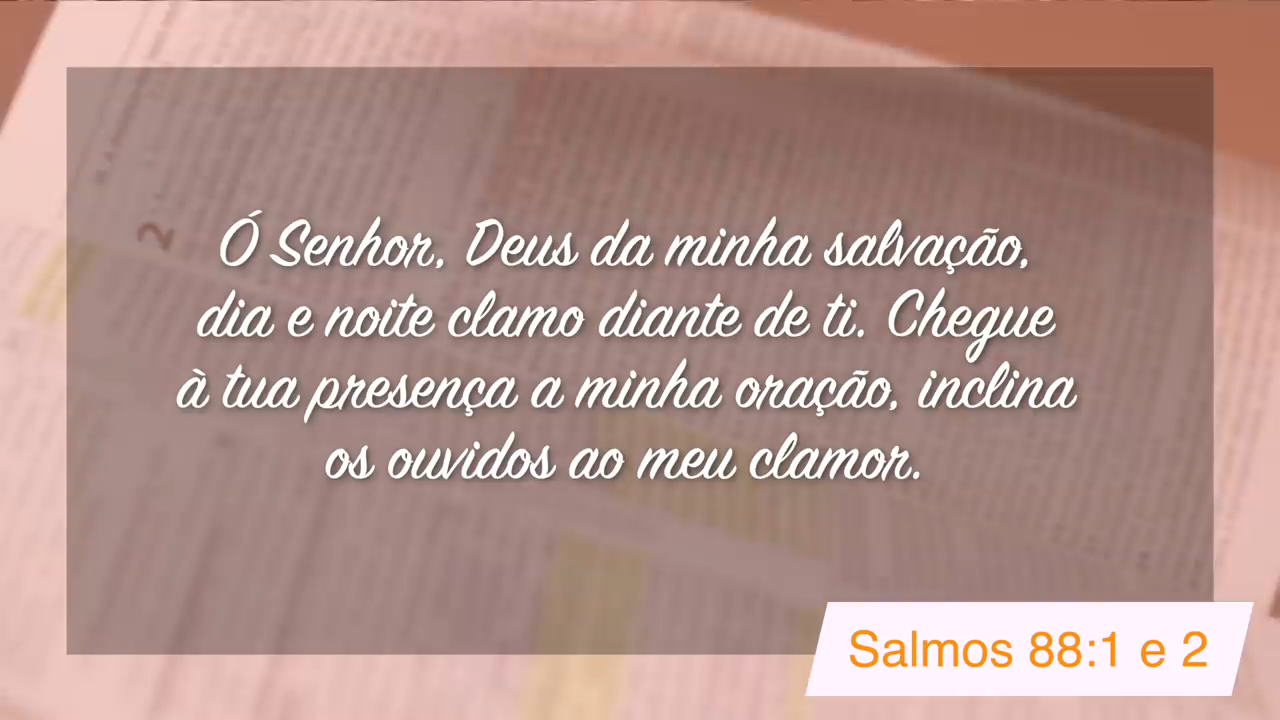 Ó Senhor, Deus da minha salvação,
dia e noite clamo diante de ti. Chegue
à tua presença a minha oração, inclina
os ouvidos ao meu clamor.
Salmos 88:1 e 2
2